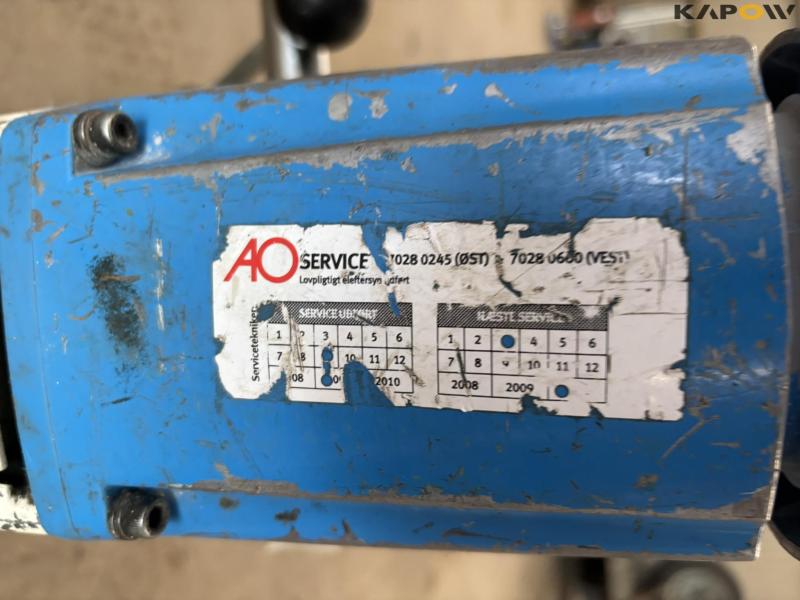 KAPOW
AO SERVICE 7028 0245 (ØST) 7028 0600 (VEST)
Lovpligtigt eleftersyn udført
Servicetekniker
SERVICE UDFØRT
1 2 3 4 5 6
7 8 10 11 12
2010
NÆSTE SERVICE
1 2 4 5 6
7 8 9 10 11 12
2008 2009